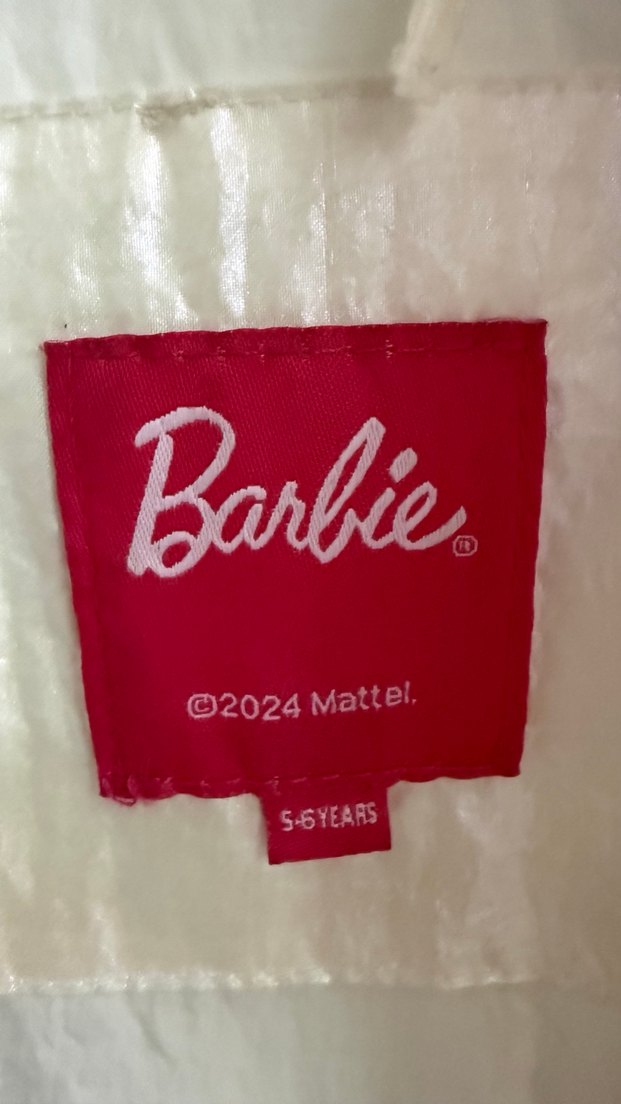 Barbie®
©2024 Mattel.
5-6 YEARS